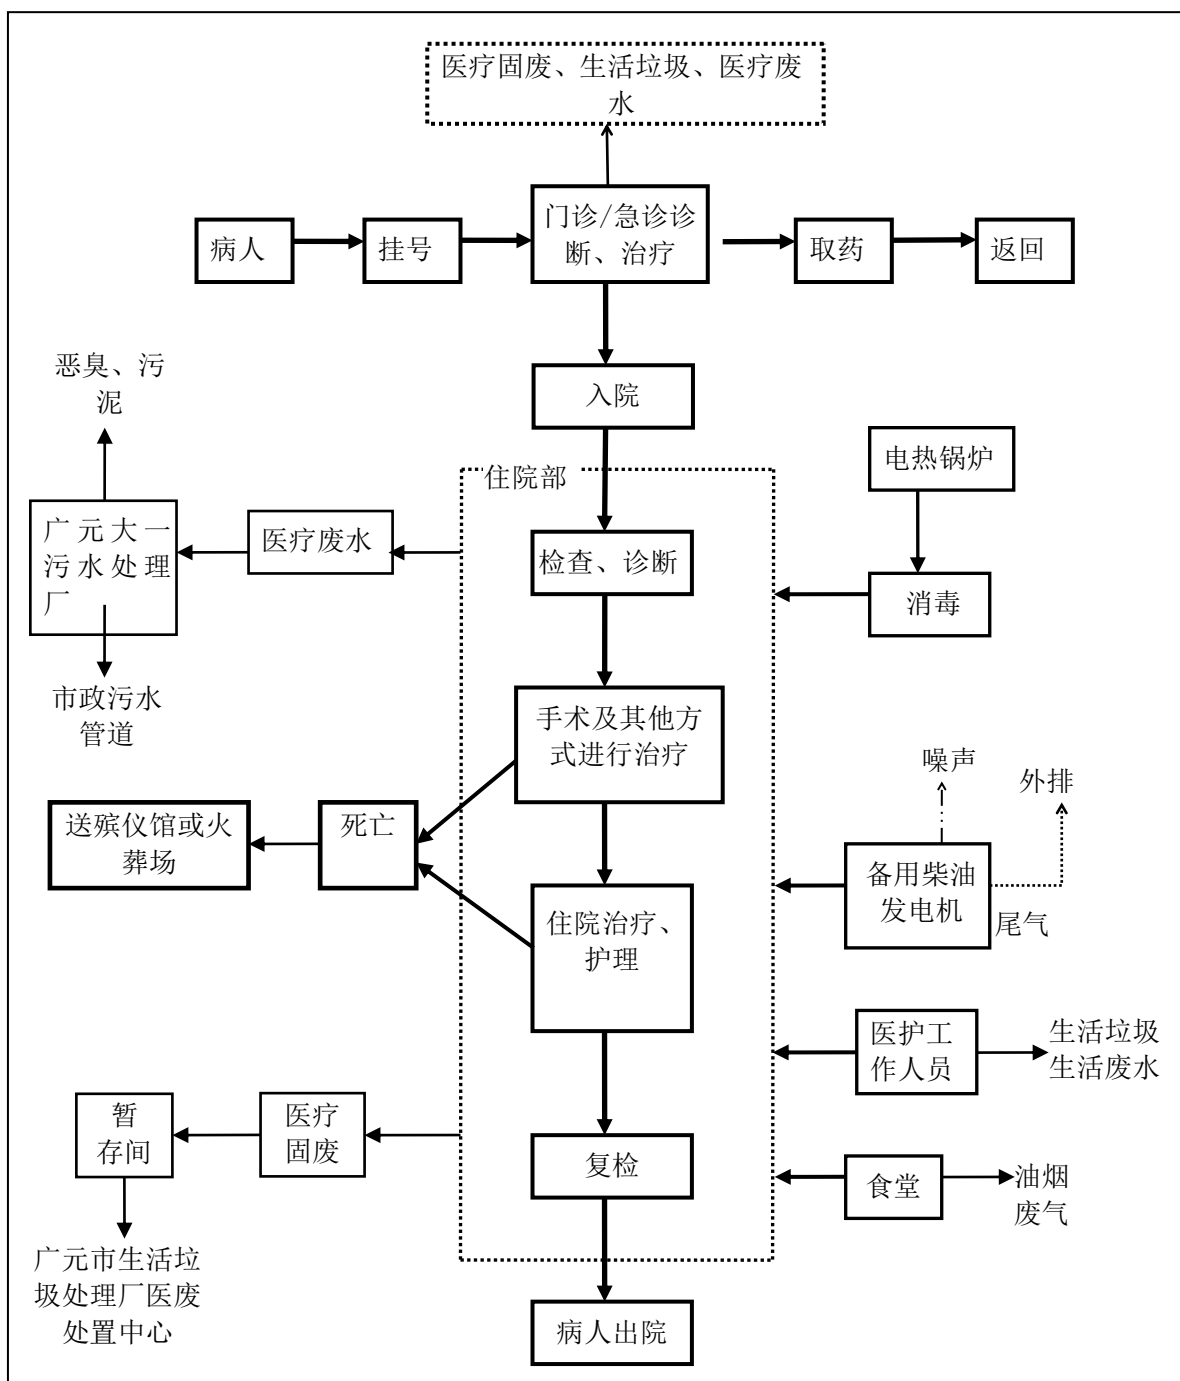 医疗固废、生活垃圾、医疗废
水
病人
挂号
门诊/急诊诊
断、治疗
取药
返回
恶臭、污
泥
入院
电热锅炉
住院部
广元大一
污水处理
厂
医疗废水
检查、诊断
消毒
市政污水
管道
手术及其他方
式进行治疗
噪声
外排
送殡仪馆或火
葬场
死亡
备用柴油
发电机
尾气
住院治疗、
护理
医护工
作人员
生活垃圾
生活废水
暂
存间
医疗
固废
复检
食堂
油烟
废气
广元市生活垃
圾处理厂医废
处置中心
病人出院